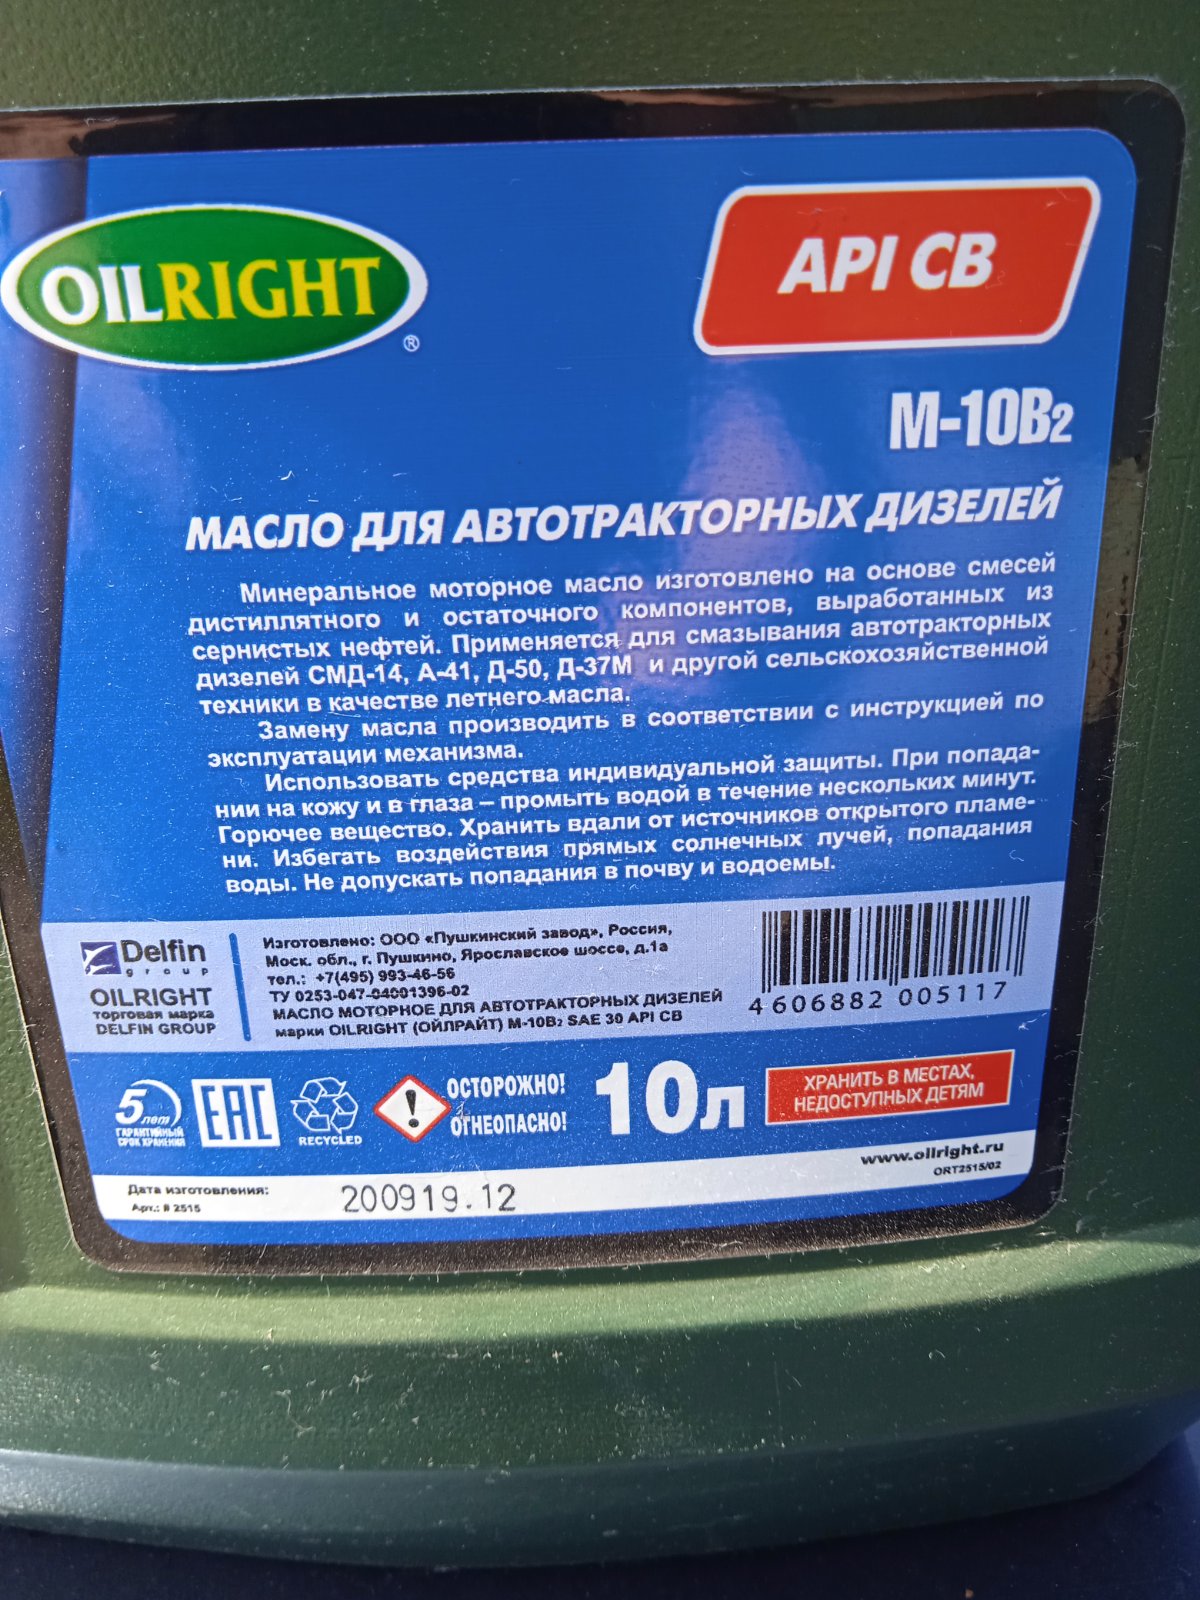 OILRIGHT
®
API CB
М-10В2
МАСЛО ДЛЯ АВТОТРАКТОРНЫХ ДИЗЕЛЕЙ
Минеральное моторное масло изготовлено на основе смесей
дистиллятного и остаточного компонентов, выработанных из
сернистых нефтей. Применяется для смазывания автотракторных
дизелей СМД-14, А-41, Д-50, Д-37М и другой сельскохозяйственной
техники в качестве летнего масла.
Замену масла производить в соответствии с инструкцией по
эксплуатации механизма.
Использовать средства индивидуальной защиты. При попада-
нии на кожу и в глаза – промыть водой в течение нескольких минут.
Горючее вещество. Хранить вдали от источников открытого пламе-
ни. Избегать воздействия прямых солнечных лучей, попадания
воды. Не допускать попадания в почву и водоемы.
Delfin
group
OILRIGHT
торговая марка
DELFIN GROUP
Изготовлено: ООО «Пушкинский завод», Россия,
Моск. обл., г. Пушкино, Ярославское шоссе, д.1а
тел.: +7(495) 993-46-56
ТУ 0253-047-04001396-02
МАСЛО МОТОРНОЕ ДЛЯ АВТОТРАКТОРНЫХ ДИЗЕЛЕЙ
марки OILRIGHT (ОЙЛРАЙТ) М-10В2 SAE 30 API CB
4 606882 005117
5 лет
ГАРАНТИЙНЫЙ
СРОК ХРАНЕНИЯ
EAC
RECYCLED
!
ОСТОРОЖНО!
ОГНЕОПАСНО!
10л
ХРАНИТЬ В МЕСТАХ,
НЕДОСТУПНЫХ ДЕТЯМ
www.oilright.ru
ORT2515/02
Дата изготовления:
Арт.: # 2515
200919.12